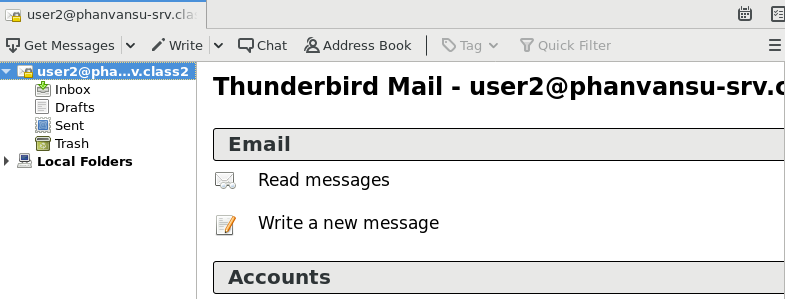 user2@phanvansu-srv.cla
Get Messages Write Chat Address Book Tag Quick Filter
user2@pha...v.class2
Inbox
Drafts
Sent
Trash
Local Folders
Thunderbird Mail - user2@phanvansu-srv.c
Email
Read messages
Write a new message
Accounts